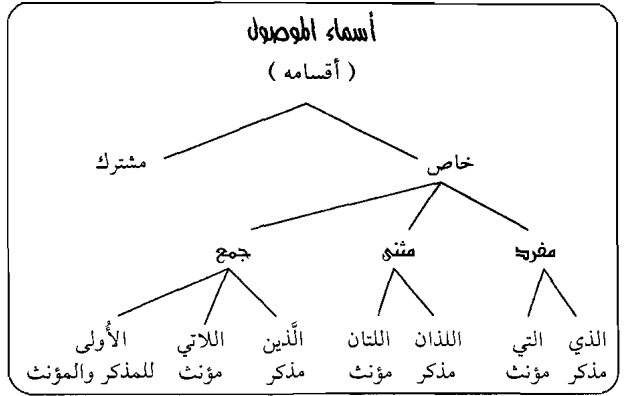 أسماء الموصول
( أقسامه )
خاص مشترك
مفرد مثنى جمع
الذي التي اللذان اللتان الَّذين اللاتي الأُولى
مذكر مؤنث مذكر مؤنث مذكر مؤنث للمذكر والمؤنث